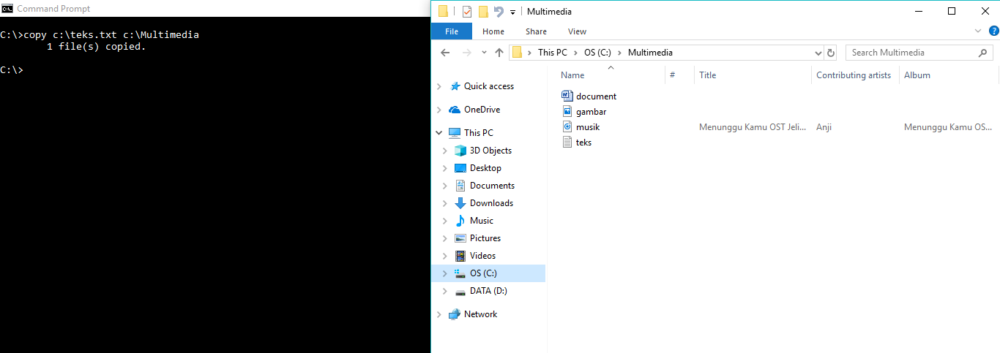 Command Prompt
C:\>copy c:\teks.txt c:\Multimedia
1 file(s) copied.
C:\>
Multimedia
File Home Share View
This PC OS (C:) Multimedia
Search Multimedia
Name # Title Contributing artists Album
Quick access
OneDrive
This PC
3D Objects
Desktop
Documents
Downloads
Music
Pictures
Videos
OS (C:)
DATA (D:)
Network
document
gambar
musik Menunggu Kamu OST Jeli... Anji Menunggu Kamu OS...
teks